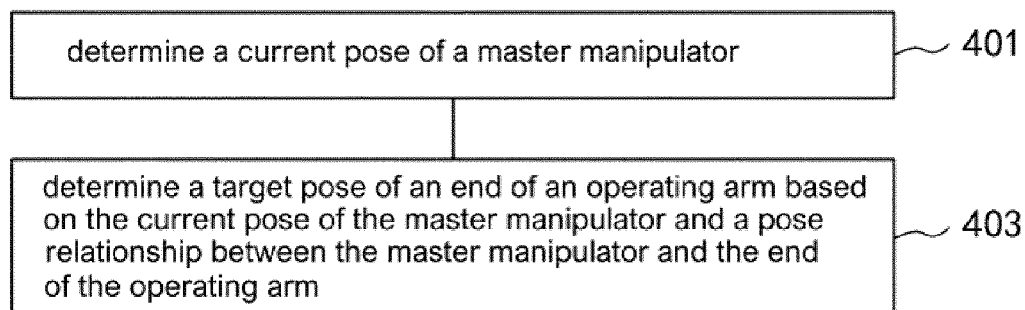 determine a current pose of a master manipulator
401
determine a target pose of an end of an operating arm based
on the current pose of the master manipulator and a pose
relationship between the master manipulator and the end
of the operating arm
403